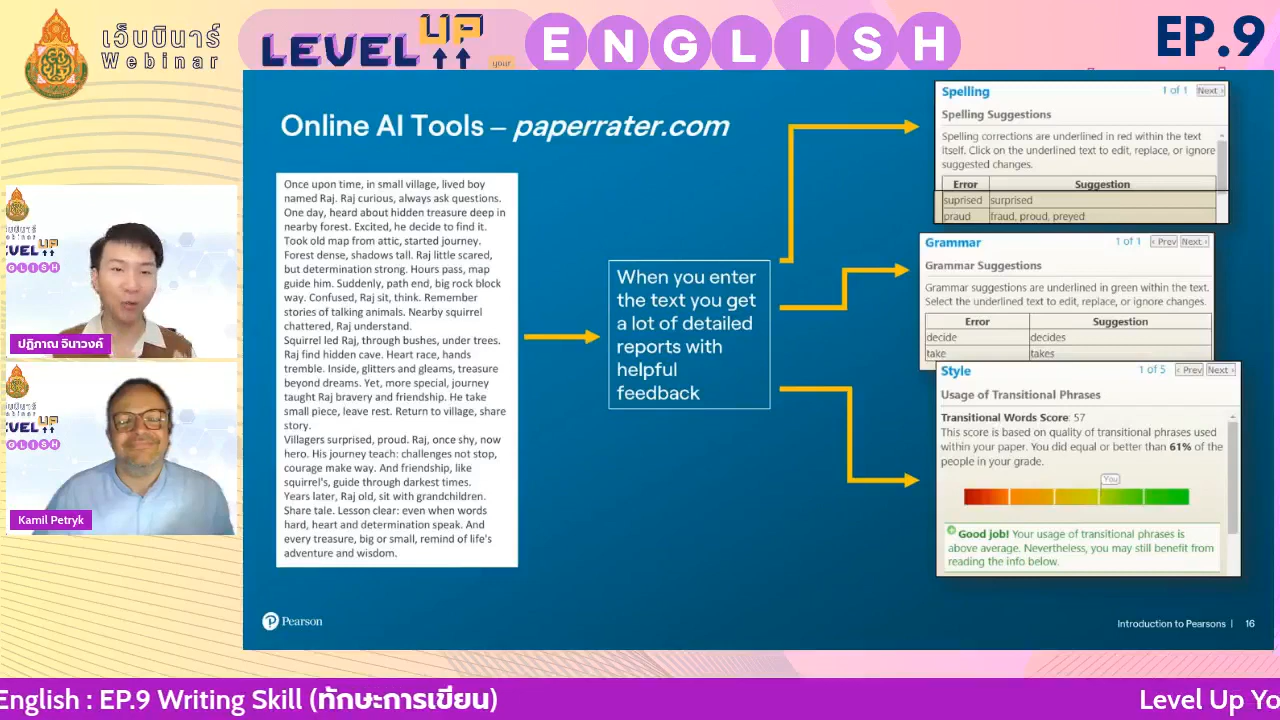 เว็บบินาร์
Webinar
LEVEL UP
your
ENGLISH
EP.9
Online AI Tools – paperrater.com
Once upon time, in small village, lived boy
named Raj. Raj curious, always ask questions.
One day, heard about hidden treasure deep in
nearby forest. Excited, he decide to find it.
Took old map from attic, started journey.
Forest dense, shadows tall. Raj little scared,
but determination strong. Hours pass, map
guide him. Suddenly, path end, big rock block
way. Confused, Raj sit, think. Remember
stories of talking animals. Nearby squirrel
chattered, Raj understand.
Squirrel led Raj, through bushes, under trees.
Raj find hidden cave. Heart race, hands
tremble. Inside, glitters and gleams, treasure
beyond dreams. Yet, more special, journey
taught Raj bravery and friendship. He take
small piece, leave rest. Return to village, share
story.
Villagers surprised, proud. Raj, once shy, now
hero. His journey teach: challenges not stop,
courage make way. And friendship, like
squirrel's, guide through darkest times.
Years later, Raj old, sit with grandchildren.
Share tale. Lesson clear: even when words
hard, heart and determination speak. And
every treasure, big or small, remind of life's
adventure and wisdom.
When you enter
the text you get
a lot of detailed
reports with
helpful
feedback
Spelling 1 of 1 Next ›
Spelling Suggestions
Spelling corrections are underlined in red within the text
itself. Click on the underlined text to edit, replace, or ignore
suggested changes.
Error Suggestion
suprised surprised
praud fraud, proud, preyed
Grammar 1 of 1 ‹ Prev Next ›
Grammar Suggestions
Grammar suggestions are underlined in green within the text.
Select the underlined text to edit, replace, or ignore changes.
Error Suggestion
decide decides
take takes
Style 1 of 5 ‹ Prev Next ›
Usage of Transitional Phrases
Transitional Words Score: 57
This score is based on quality of transitional phrases used
within your paper. You did equal or better than 61% of the
people in your grade.
You
Good job! Your usage of transitional phrases is
above average. Nevertheless, you may still benefit from
reading the info below.
ปฏิภาณ จินาวงค์
Kamil Petryk
Pearson
Introduction to Pearsons | 16
English : EP.9 Writing Skill (ทักษะการเขียน)
Level Up Yo